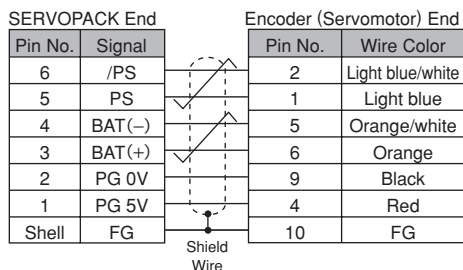 SERVOPACK End Encoder (Servomotor) End
Pin No. Signal Pin No. Wire Color
6 /PS 2 Light blue/white
5 PS 1 Light blue
4 BAT(−) 5 Orange/white
3 BAT(+) 6 Orange
2 PG 0V 9 Black
1 PG 5V 4 Red
Shell FG 10 FG
Shield
Wire